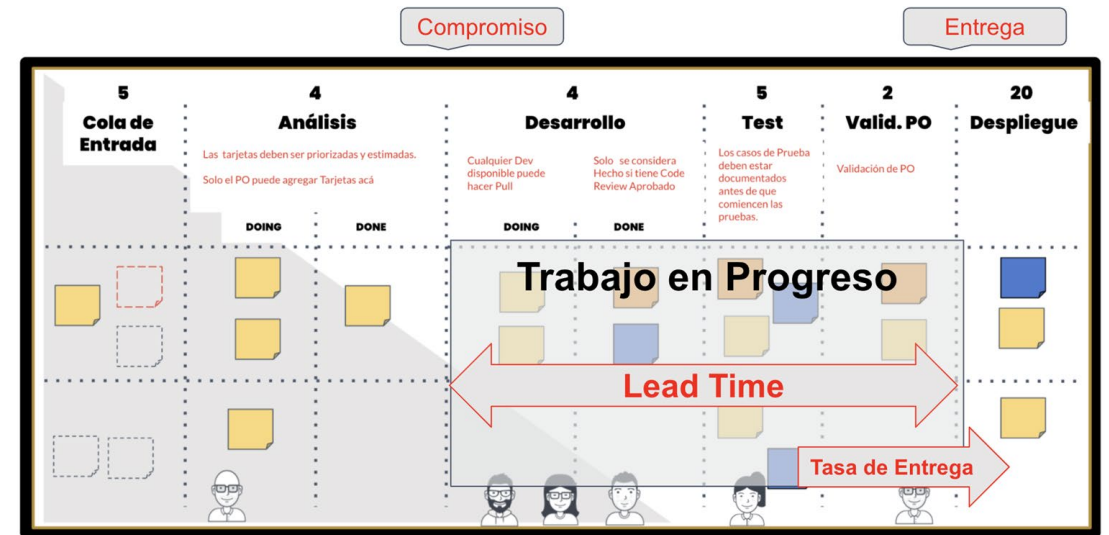 Compromiso
Entrega
5
Cola de
Entrada
4
Análisis
Las tarjetas deben ser priorizadas y estimadas.
Solo el PO puede agregar Tarjetas acá
DOING
DONE
4
Desarrollo
Cualquier Dev
disponible puede
hacer Pull
Solo se considera
Hecho si tiene Code
Review Aprobado
DOING
DONE
5
Test
Los casos de Prueba
deben estar
documentados
antes de que
comiencen las
pruebas.
2
Valid. PO
Validación de PO
20
Despliegue
Trabajo en Progreso
Lead Time
Tasa de Entrega